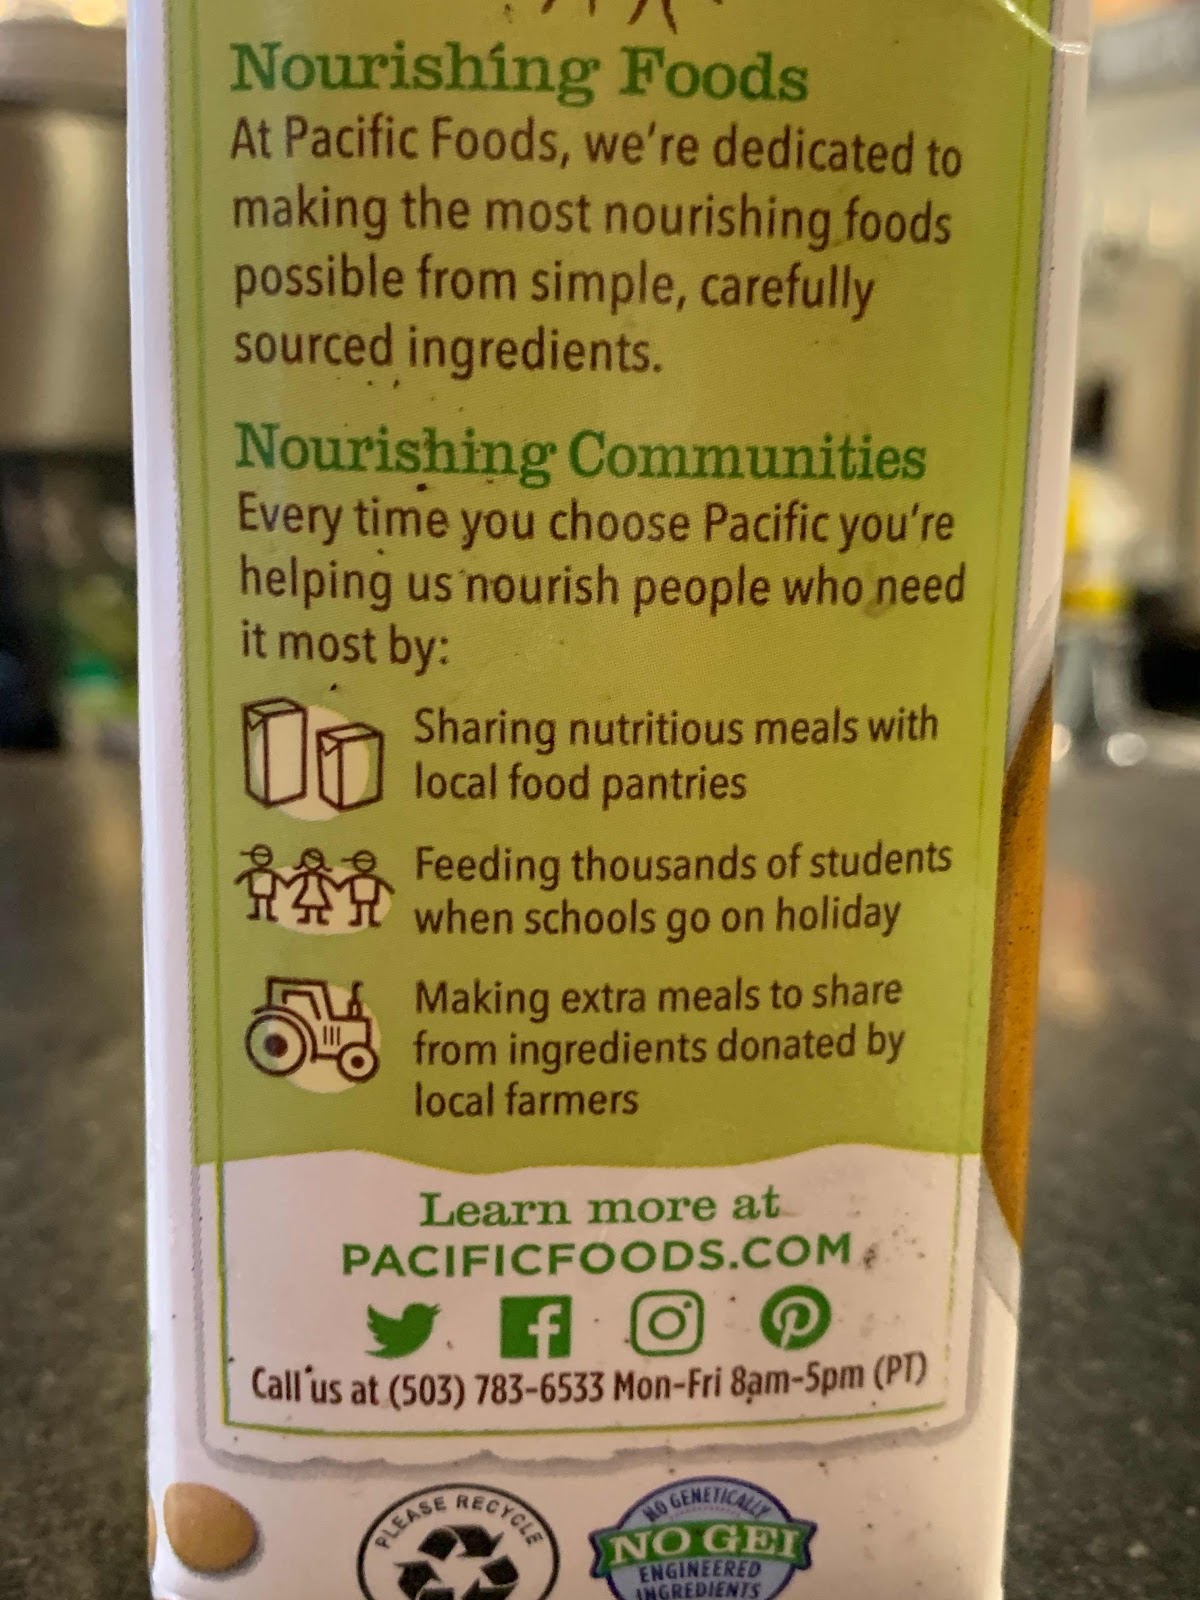 Nourishing Foods
At Pacific Foods, we're dedicated to
making the most nourishing foods
possible from simple, carefully
sourced ingredients.
Nourishing Communities
Every time you choose Pacific you're
helping us nourish people who need
it most by:
Sharing nutritious meals with
local food pantries
Feeding thousands of students
when schools go on holiday
Making extra meals to share
from ingredients donated by
local farmers
Learn more at
PACIFICFOODS.COM
Call us at (503) 783-6533 Mon-Fri 8am-5pm (PT)
PLEASE RECYCLE
NO GENETICALLY
NO GEI
ENGINEERED
INGREDIENTS